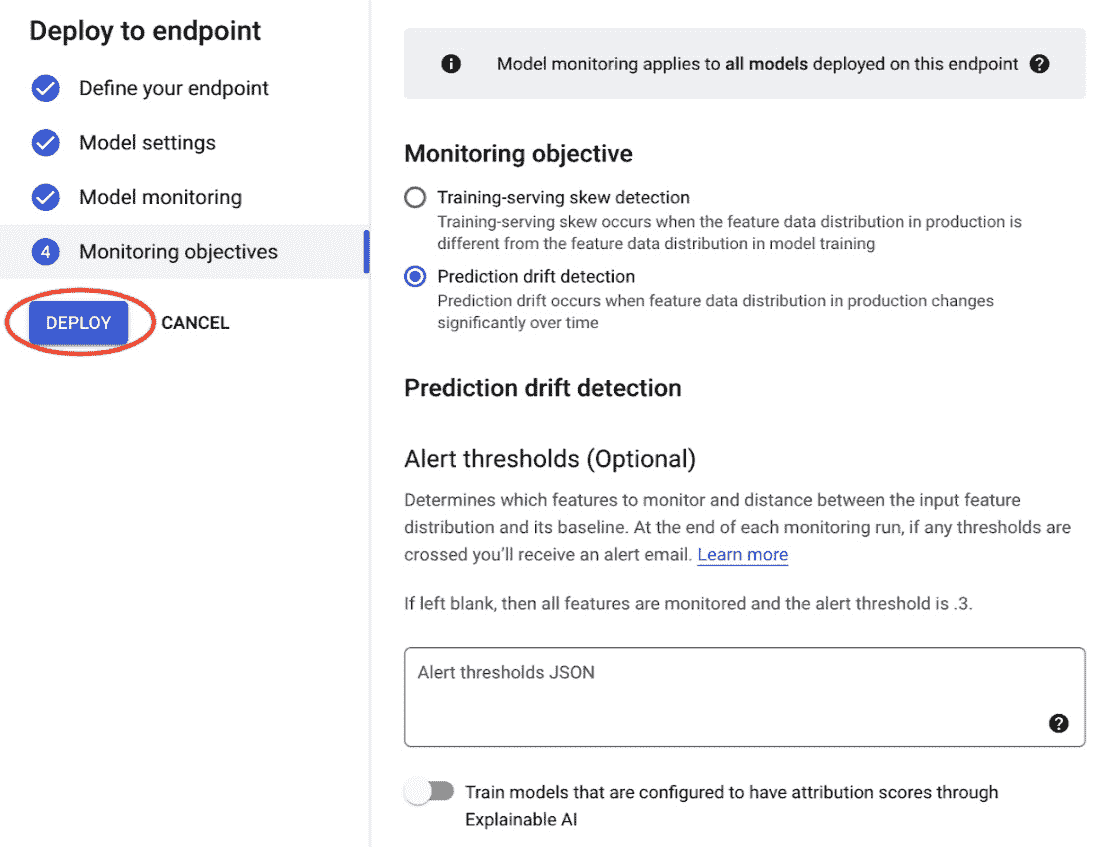 Deploy to endpoint
Define your endpoint
Model settings
Model monitoring
4 Monitoring objectives
DEPLOY CANCEL
Model monitoring applies to all models deployed on this endpoint
Monitoring objective
Training-serving skew detection
Training-serving skew occurs when the feature data distribution in production is
different from the feature data distribution in model training
Prediction drift detection
Prediction drift occurs when feature data distribution in production changes
significantly over time
Prediction drift detection
Alert thresholds (Optional)
Determines which features to monitor and distance between the input feature
distribution and its baseline. At the end of each monitoring run, if any thresholds are
crossed you'll receive an alert email. Learn more
If left blank, then all features are monitored and the alert threshold is .3.
Alert thresholds JSON
Train models that are configured to have attribution scores through
Explainable AI